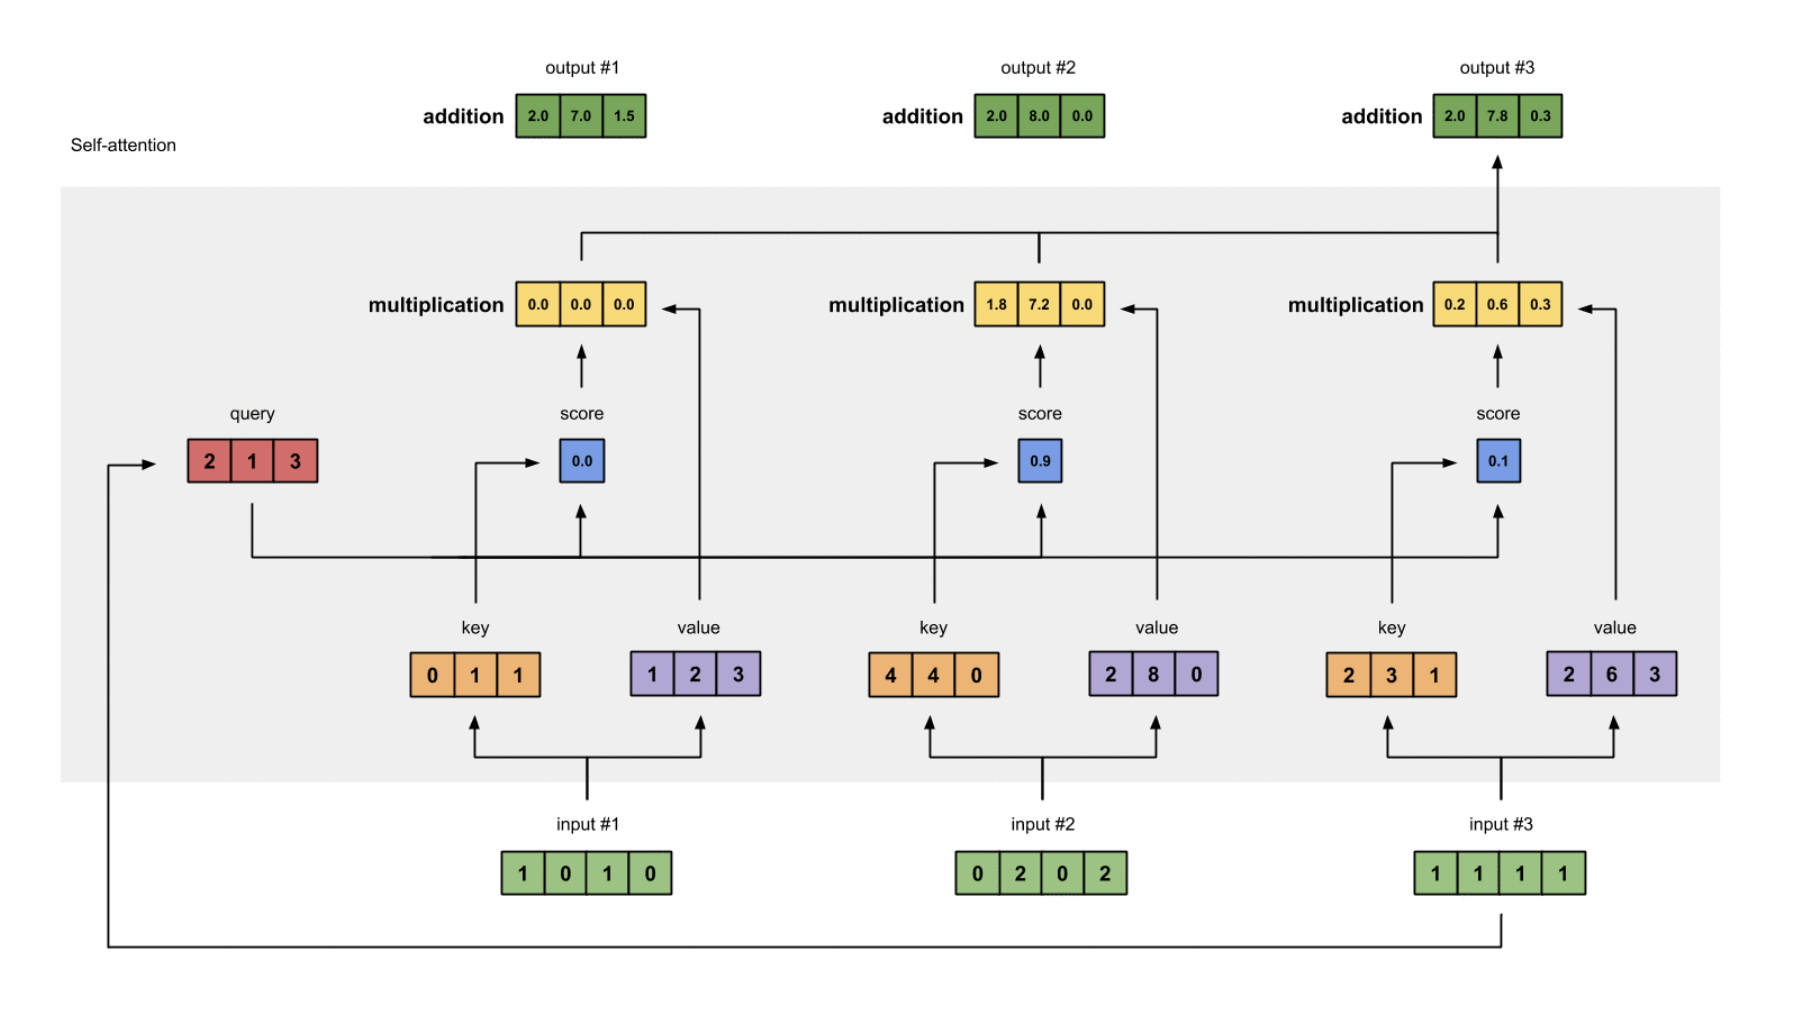 output #1
output #2
output #3
addition 2.0 7.0 1.5
addition 2.0 8.0 0.0
addition 2.0 7.8 0.3
Self-attention
multiplication 0.0 0.0 0.0
multiplication 1.8 7.2 0.0
multiplication 0.2 0.6 0.3
query
score
score
score
2 1 3
0.0
0.9
0.1
key
value
key
value
key
value
0 1 1
1 2 3
4 4 0
2 8 0
2 3 1
2 6 3
input #1
input #2
input #3
1 0 1 0
0 2 0 2
1 1 1 1